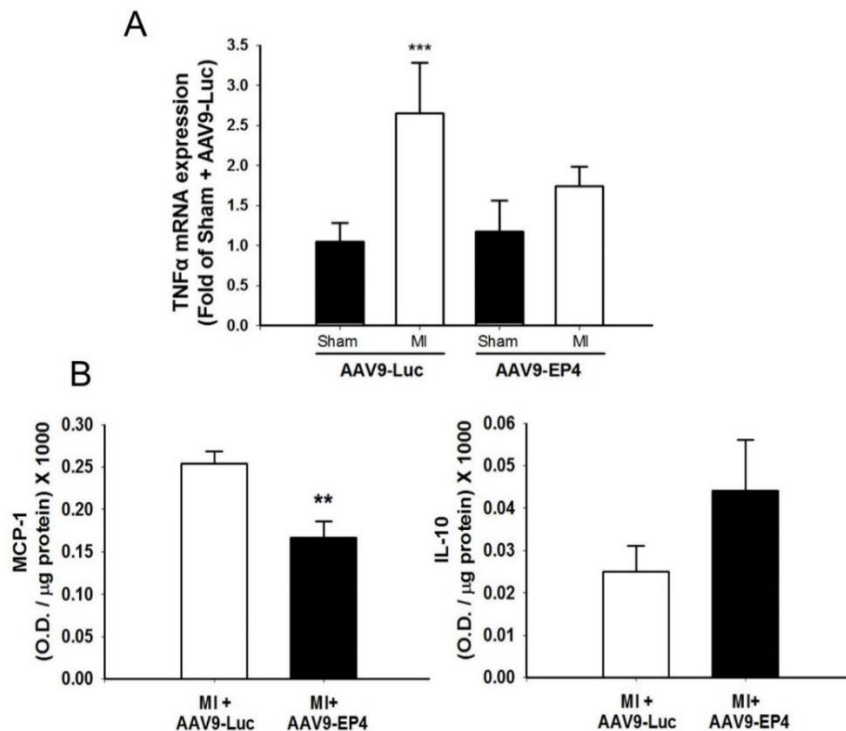 A
TNFα mRNA expression
(Fold of Sham + AAV9-Luc)
3.5
3.0
2.5
2.0
1.5
1.0
0.5
0.0
***
Sham
MI
Sham
MI
AAV9-Luc
AAV9-EP4
B
MCP-1
(O.D. / μg protein) X 1000
0.30
0.25
0.20
0.15
0.10
0.05
0.00
**
MI +
AAV9-Luc
MI+
AAV9-EP4
IL-10
(O.D. / μg protein) X 1000
0.06
0.05
0.04
0.03
0.02
0.01
0.00
MI +
AAV9-Luc
MI+
AAV9-EP4